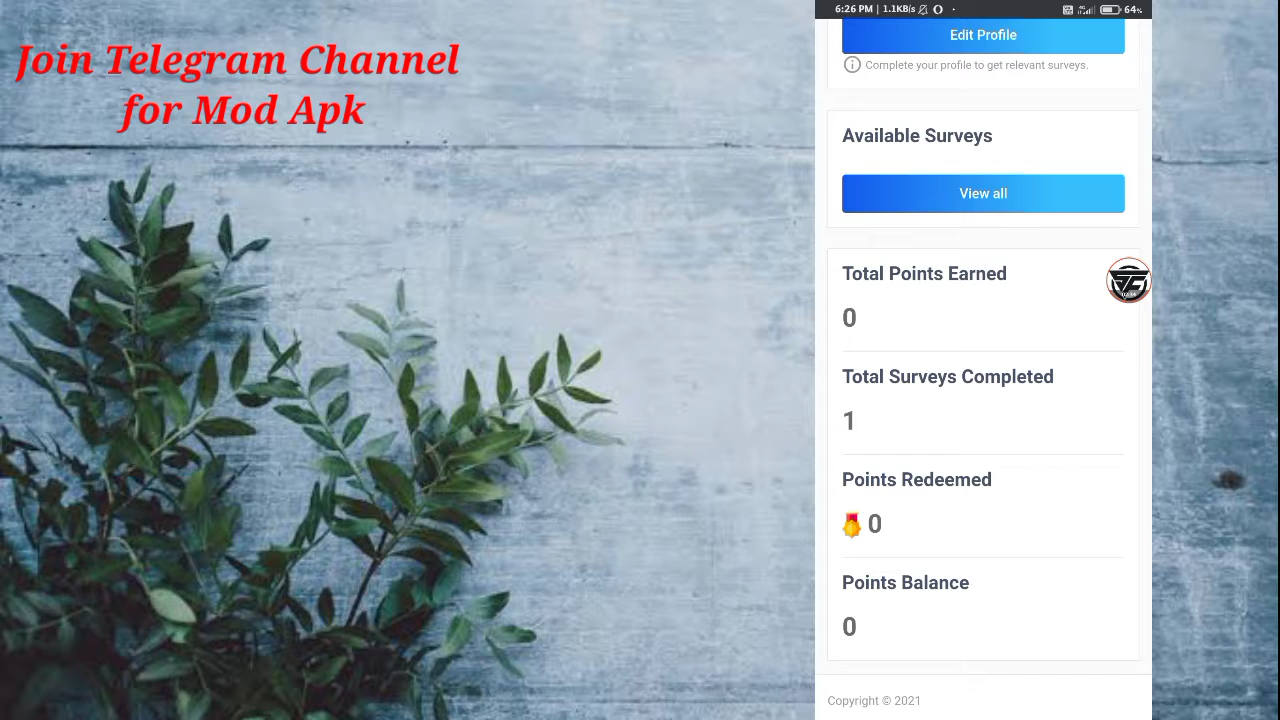 Join Telegram Channel
for Mod Apk
6:26 PM | 1.1KB/s
64%
Edit Profile
Complete your profile to get relevant surveys.
Available Surveys
View all
Total Points Earned
0
Total Surveys Completed
1
Points Redeemed
0
Points Balance
0
Copyright © 2021